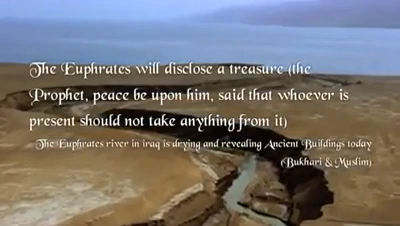 The Euphrates will disclose a treasure (the
Prophet, peace be upon him, said that whoever is
present should not take anything from it)
The Euphrates river in iraq is drying and revealing Ancient Buildings today
(Bukhari & Muslim)